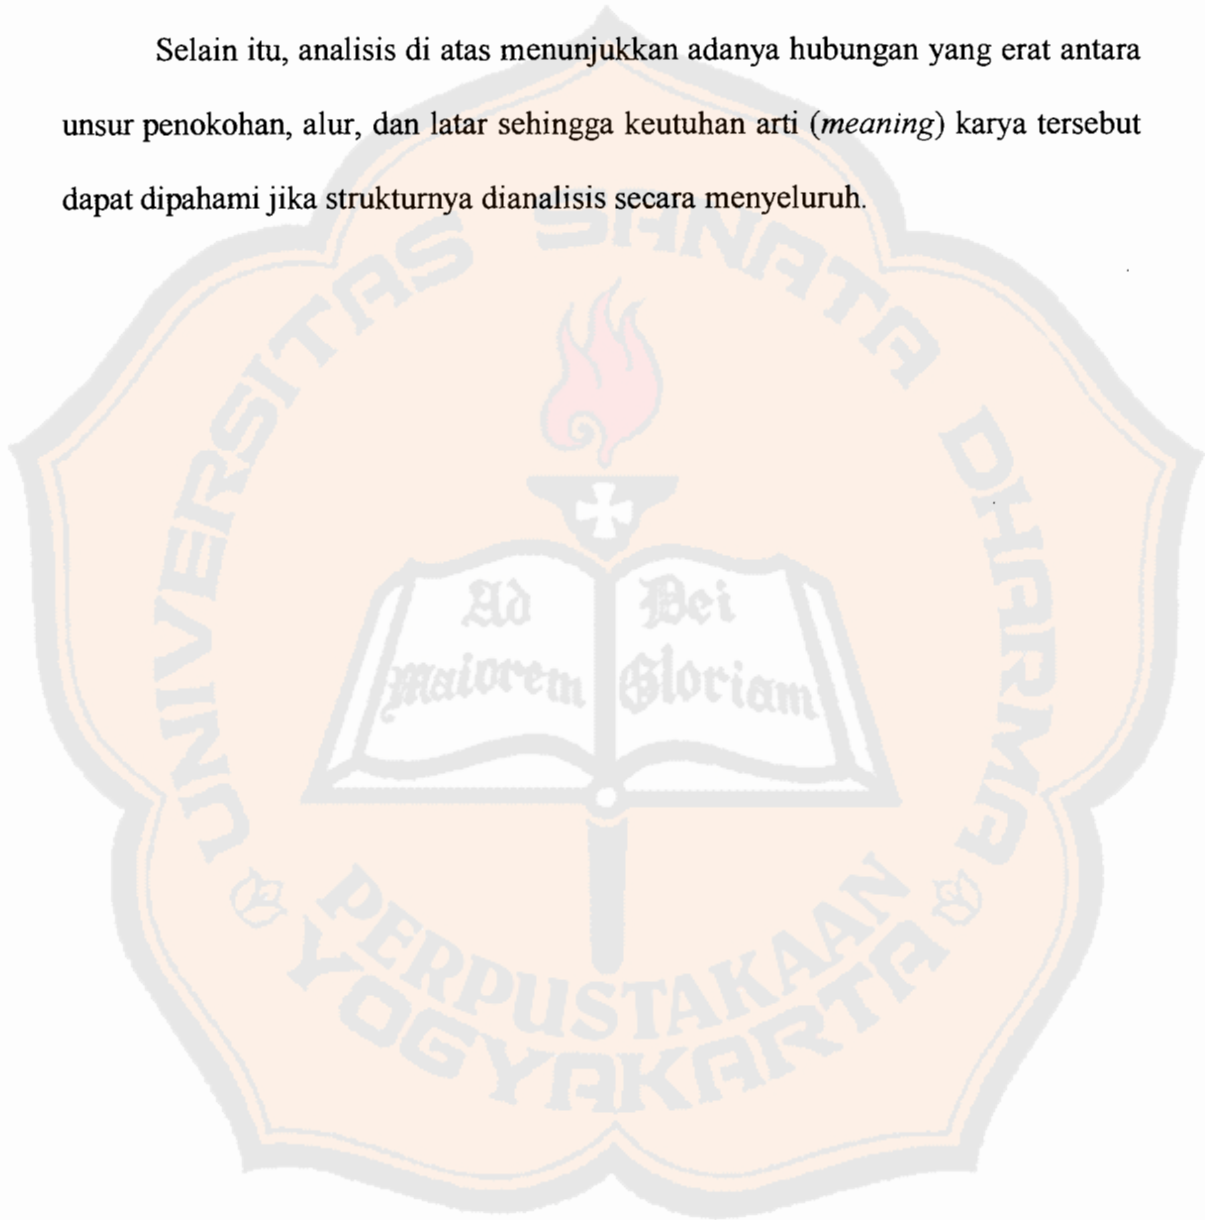 Selain itu, analisis di atas menunjukkan adanya hubungan yang erat antara
unsur penokohan, alur, dan latar sehingga keutuhan arti (meaning) karya tersebut
dapat dipahami jika strukturnya dianalisis secara menyeluruh.
UNIVERSITAS SANATA DHARMA
Ad
maiorem
Dei
Gloriam
PERPUSTAKAAN
YOGYAKARTA